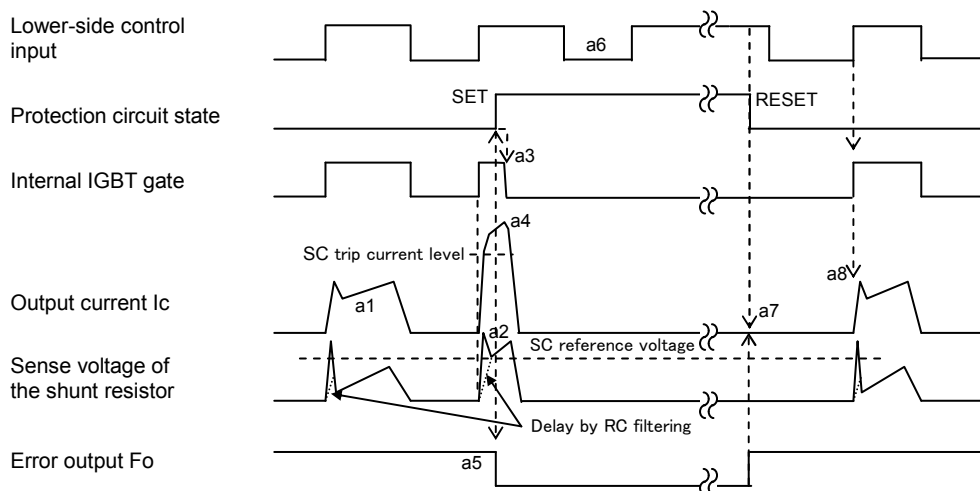 Lower-side control
input
a6
SET
RESET
Protection circuit state
a3
Internal IGBT gate
a4
SC trip current level
a8
Output current Ic
a1
a7
a2
SC reference voltage
Sense voltage of
the shunt resistor
Delay by RC filtering
Error output Fo
a5